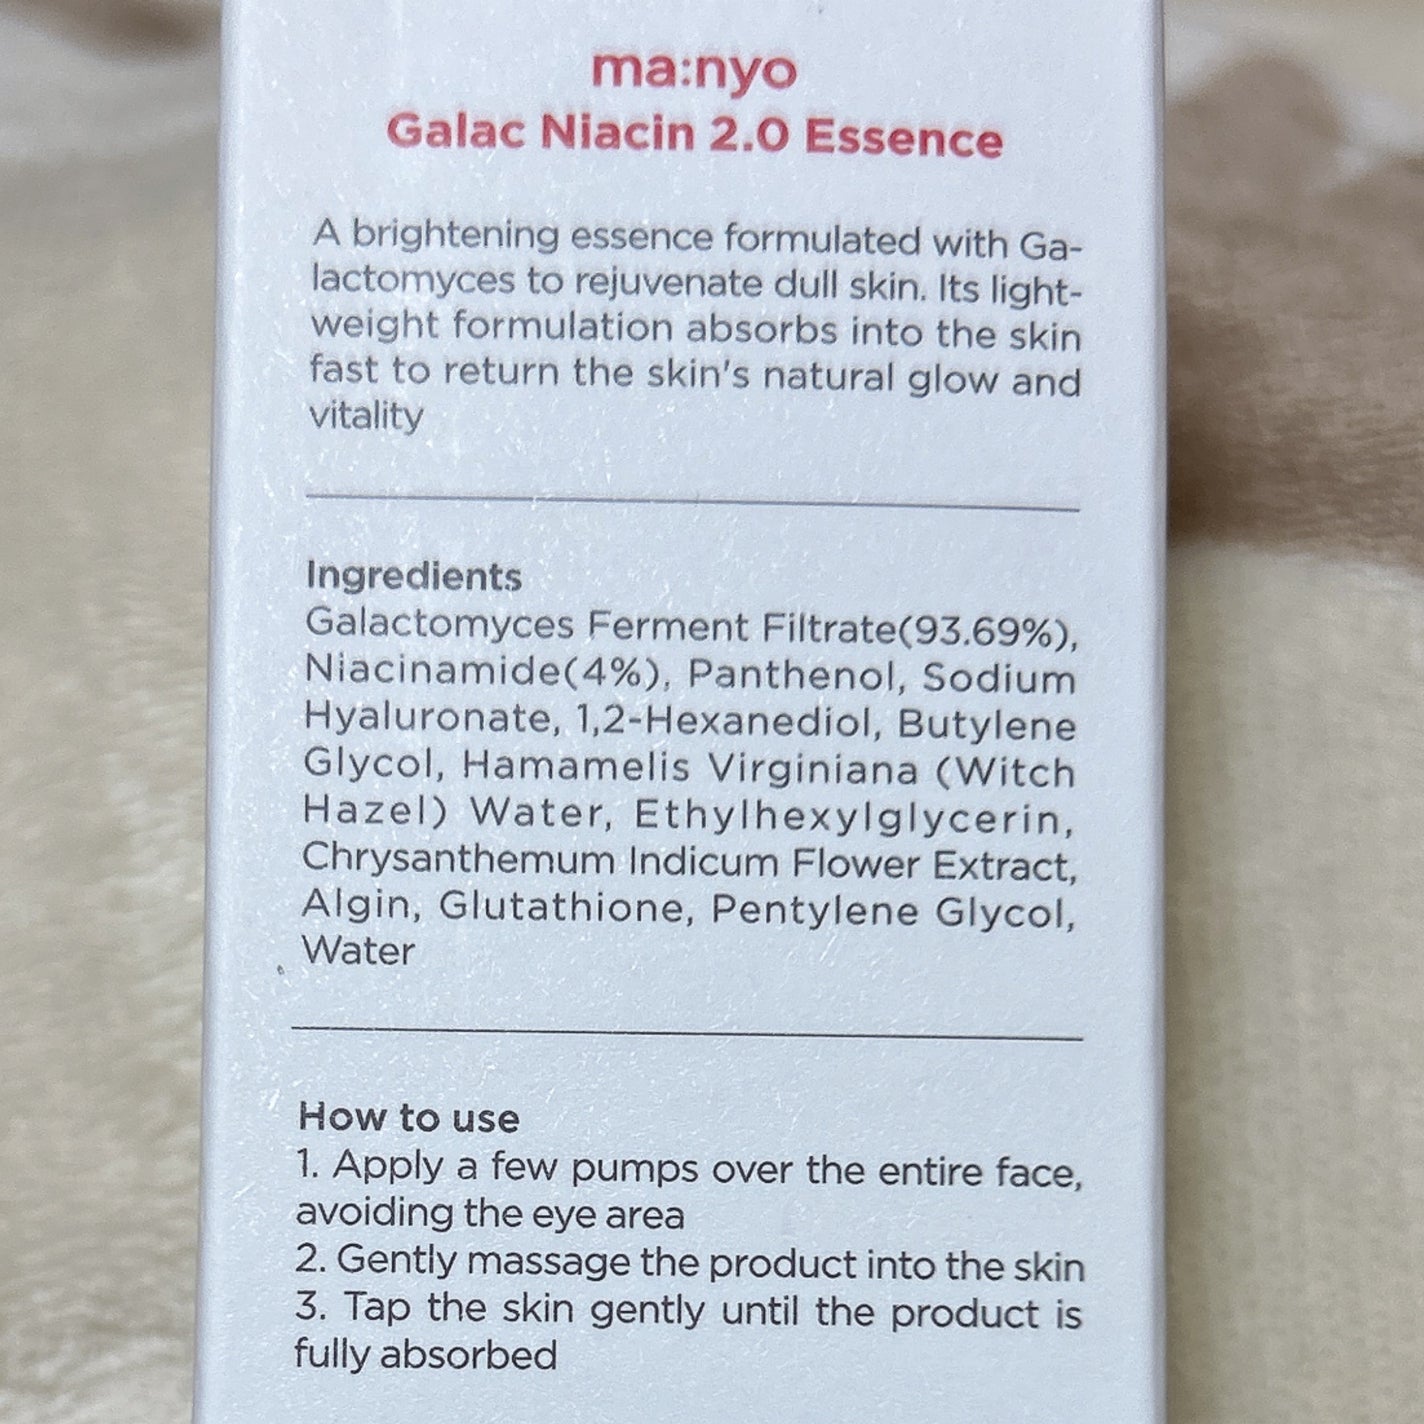 ma:nyo
Galac Niacin 2.0 Essence
A brightening essence formulated with Ga-
lactomyces to rejuvenate dull skin. Its light-
weight formulation absorbs into the skin
fast to return the skin's natural glow and
vitality
Ingredients
Galactomyces Ferment Filtrate(93.69%),
Niacinamide(4%), Panthenol, Sodium
Hyaluronate, 1,2-Hexanediol, Butylene
Glycol, Hamamelis Virginiana (Witch
Hazel) Water, Ethylhexylglycerin,
Chrysanthemum Indicum Flower Extract,
Algin, Glutathione, Pentylene Glycol,
Water
How to use
1. Apply a few pumps over the entire face,
avoiding the eye area
2. Gently massage the product into the skin
3. Tap the skin gently until the product is
fully absorbed